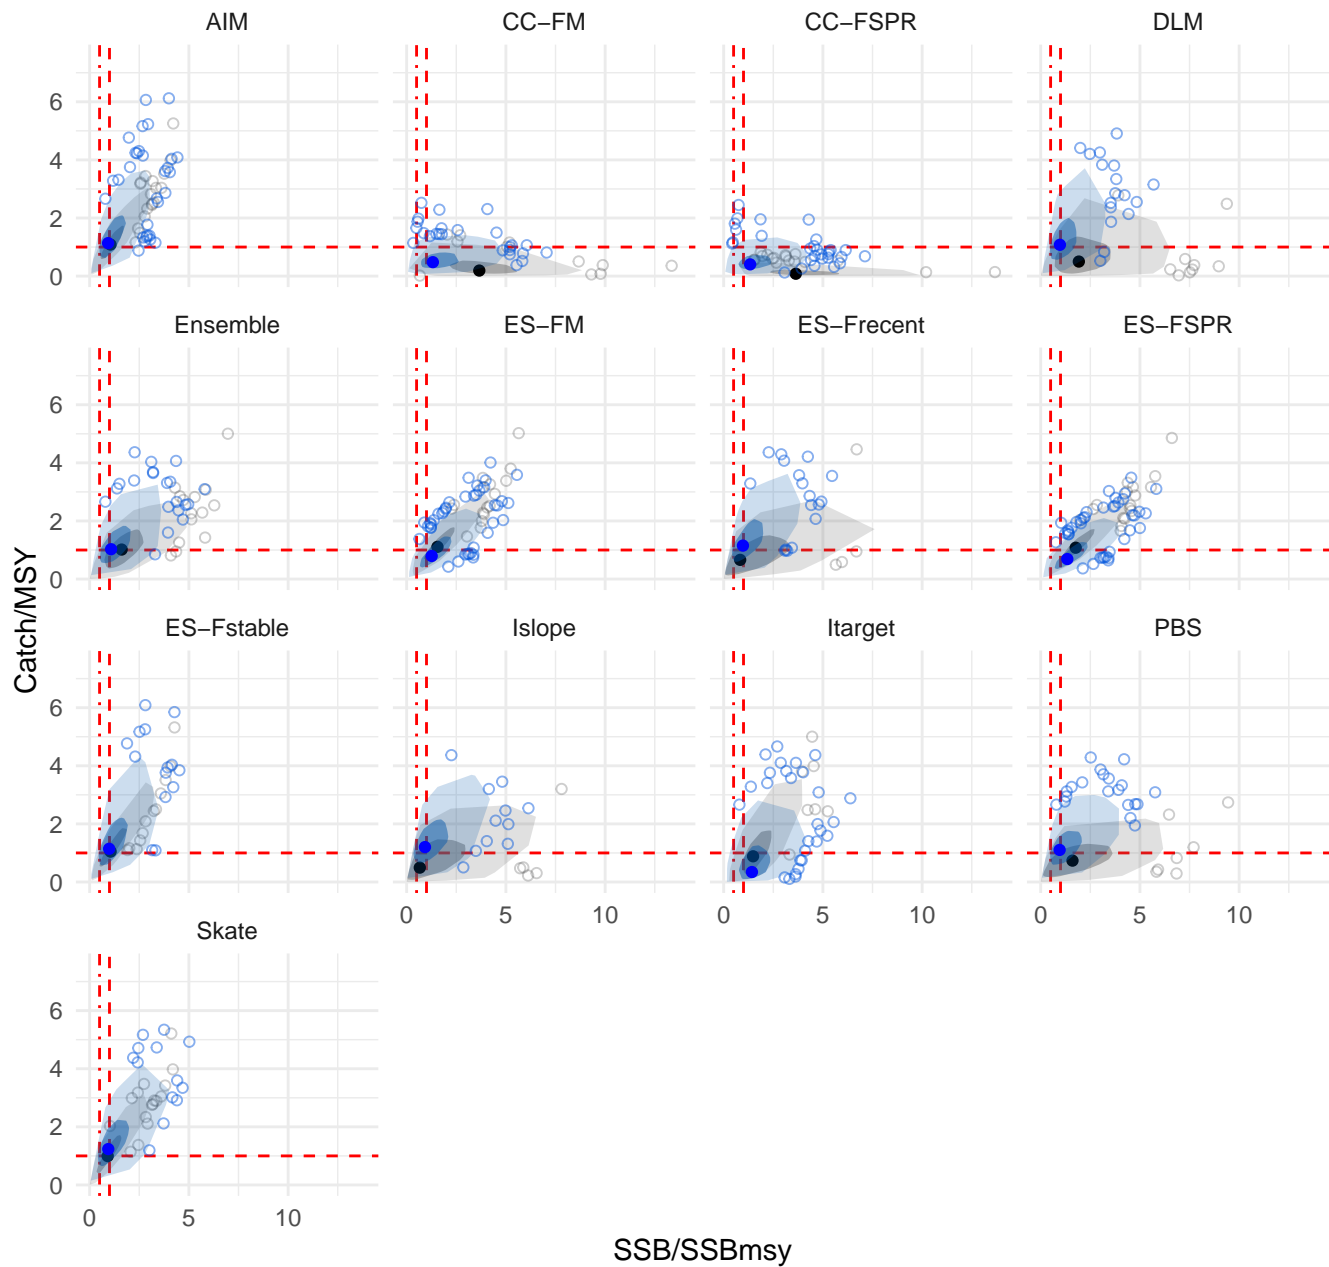 AIM CC−FM CC−FSPR DLM
6
4
2
0
Ensemble ES−FM ES−Frecent ES−FSPR
6
4
2
0
Catch/MSY
ES−Fstable Islope Itarget PBS
6
4
2
0
0 5 10 0 5 10 0 5 10
Skate
6
4
2
0
0 5 10
SSB/SSBmsy